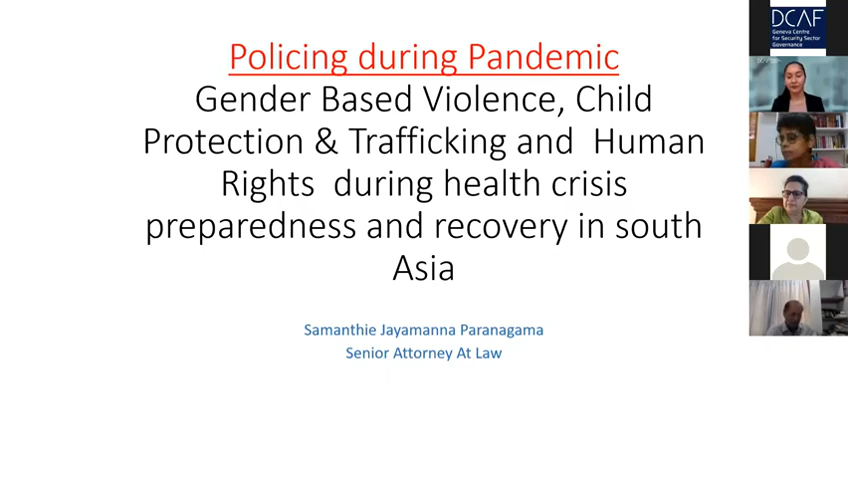 Policing during Pandemic
Gender Based Violence, Child
Protection & Trafficking and  Human
Rights  during health crisis
preparedness and recovery in south
Asia
Samanthie Jayamanna Paranagama
Senior Attorney At Law
DCAF
Geneva Centre
for Security Sector
Governance
DCAF